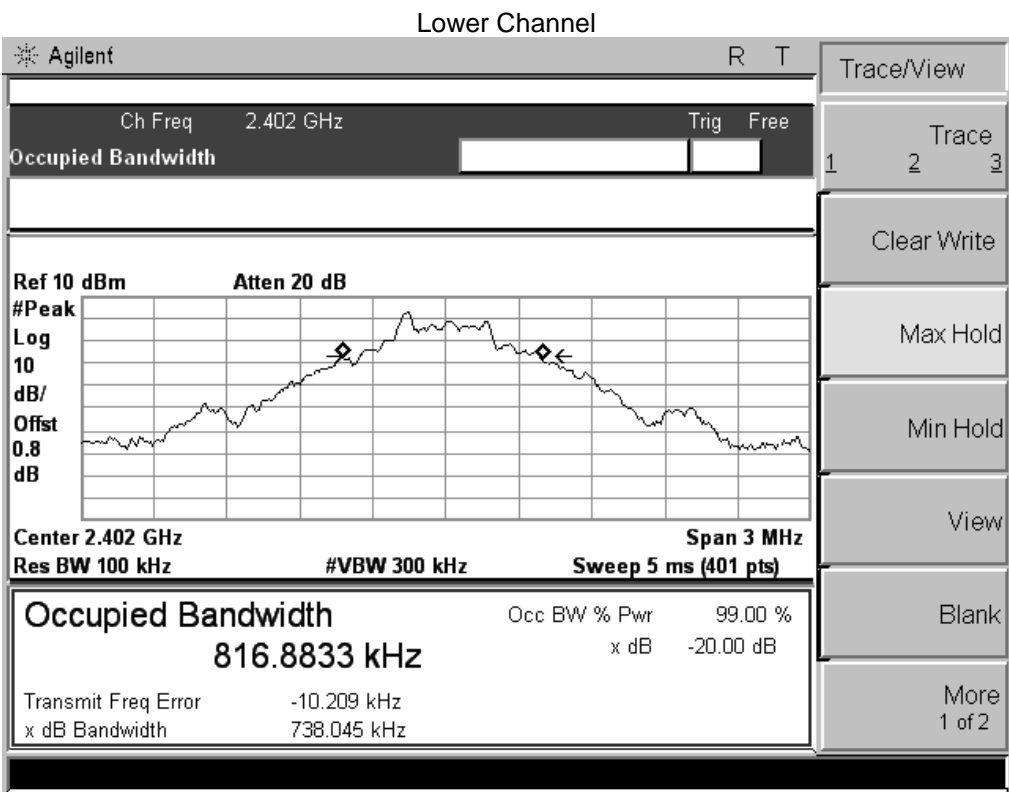 Lower Channel
Agilent R T
Trace/View
Ch Freq 2.402 GHz Trig Free
Occupied Bandwidth
Trace
1 2 3
Clear Write
Max Hold
Min Hold
View
Blank
More
1 of 2
Ref 10 dBm Atten 20 dB
#Peak
Log
10
dB/
Offst
0.8
dB
Center 2.402 GHz Span 3 MHz
Res BW 100 kHz #VBW 300 kHz Sweep 5 ms (401 pts)
Occupied Bandwidth Occ BW % Pwr 99.00 %
816.8833 kHz x dB -20.00 dB
Transmit Freq Error -10.209 kHz
x dB Bandwidth 738.045 kHz